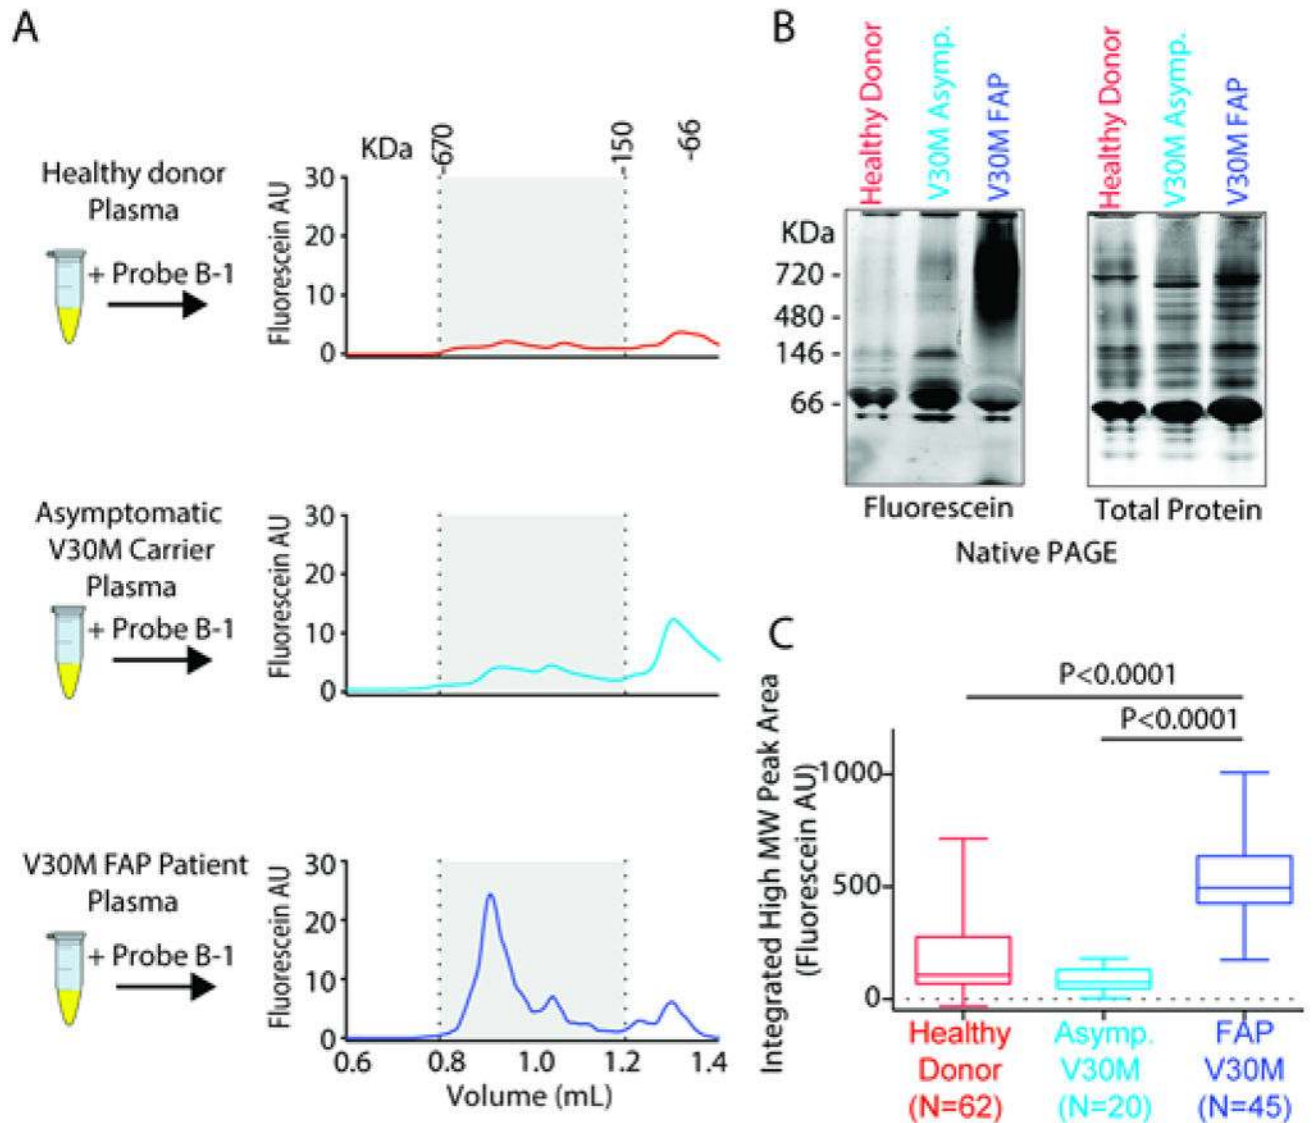 A
KDa
-670
-150
-66
Healthy donor
Plasma
+ Probe B-1
Fluorescein AU
30
20
10
0
Asymptomatic
V30M Carrier
Plasma
+ Probe B-1
Fluorescein AU
30
20
10
0
V30M FAP Patient
Plasma
+ Probe B-1
Fluorescein AU
30
20
10
0
0.6 0.8 1.0 1.2 1.4
Volume (mL)
B
Healthy Donor
V30M Asymp.
V30M FAP
Healthy Donor
V30M Asymp.
V30M FAP
KDa
720 -
480 -
146 -
66 -
Fluorescein
Total Protein
Native PAGE
C
P<0.0001
P<0.0001
Integrated High MW Peak Area
(Fluorescein AU)
1000
500
0
Healthy
Donor
(N=62)
Asymp.
V30M
(N=20)
FAP
V30M
(N=45)